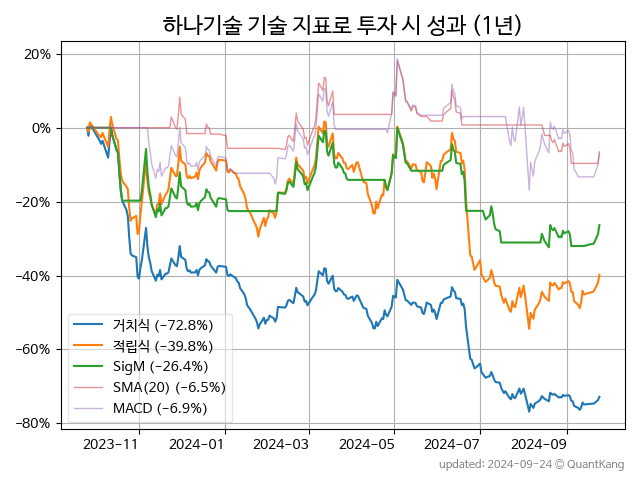 하나기술 기술 지표로 투자 시 성과 (1년)
20%
0%
−20%
−40%
−60%
−80%
거치식 (−72.8%)
적립식 (−39.8%)
SigM (−26.4%)
SMA(20) (−6.5%)
MACD (−6.9%)
2023−11 2024−01 2024−03 2024−05 2024−07 2024−09
updated: 2024−09−24 ⓒ QuantKang